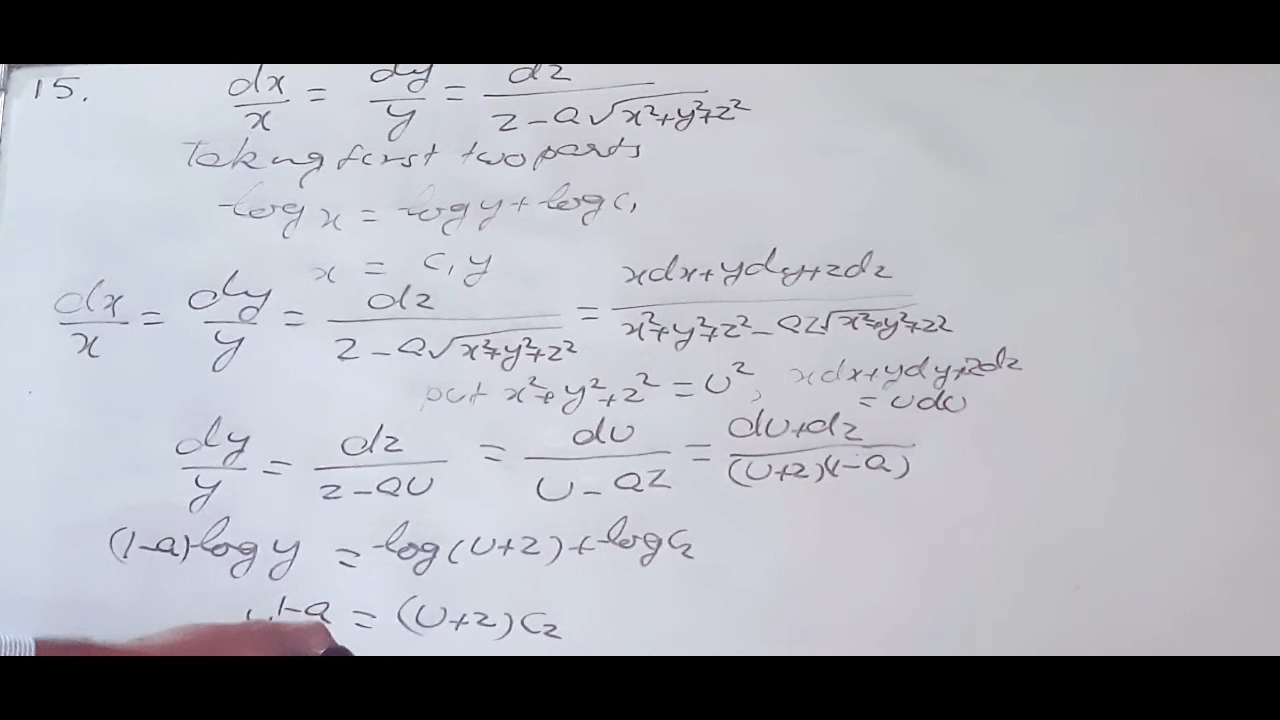 15. dx/x = dy/y = dz/(z-a√(x²+y²+z²))
Taking first two parts
log x = log y + log c₁
x = c₁y
dx/x = dy/y = dz/(z-a√(x²+y²+z²)) = (xdx+ydy+zdz)/(x²+y²+z²-az√(x²+y²+z²))
put x²+y²+z² = u², xdx+ydy+zdz
= udu
dy/y = dz/(z-au) = du/(u-az) = (du+dz)/((u+z)(1-a))
(1-a)log y = log(u+z)+log c₂
y^(1-a) = (u+z)c₂